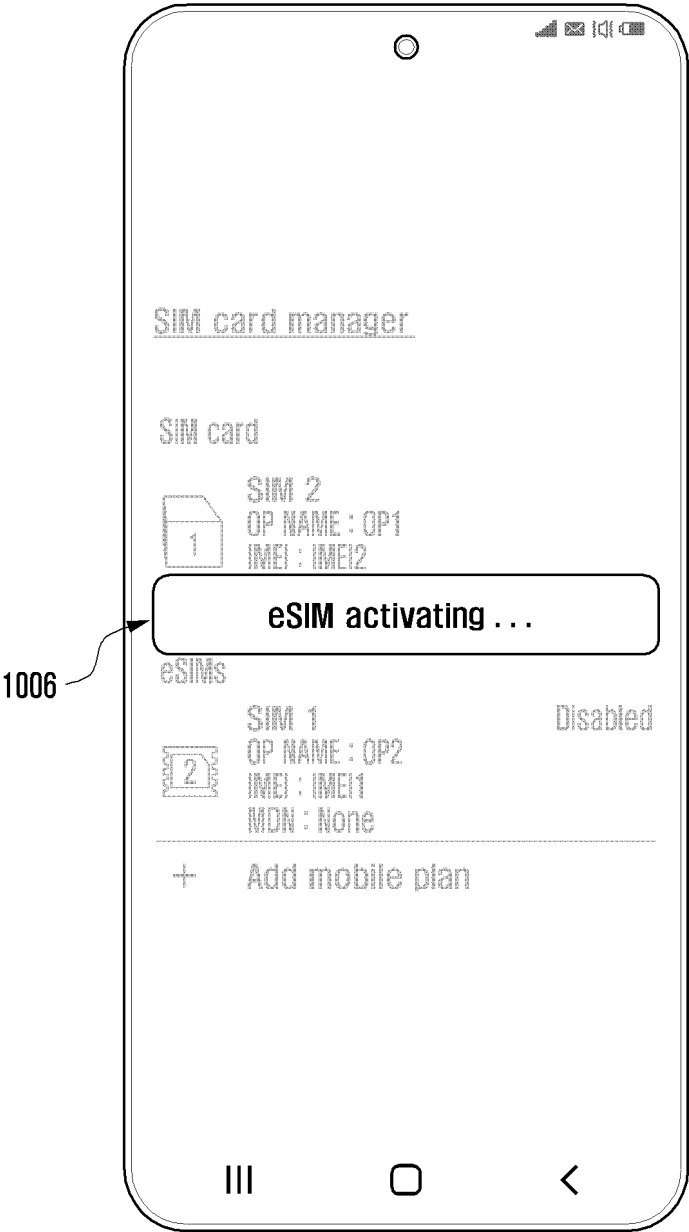 SIM card manager
SIM card
SIM 2
1
OP NAME : OP1
IMEI : IMEI2
eSIM activating . . .
1006
eSIMs
SIM 1 Disabled
OP NAME : OP2
2
IMEI : IMEI1
MDN : None
+ Add mobile plan